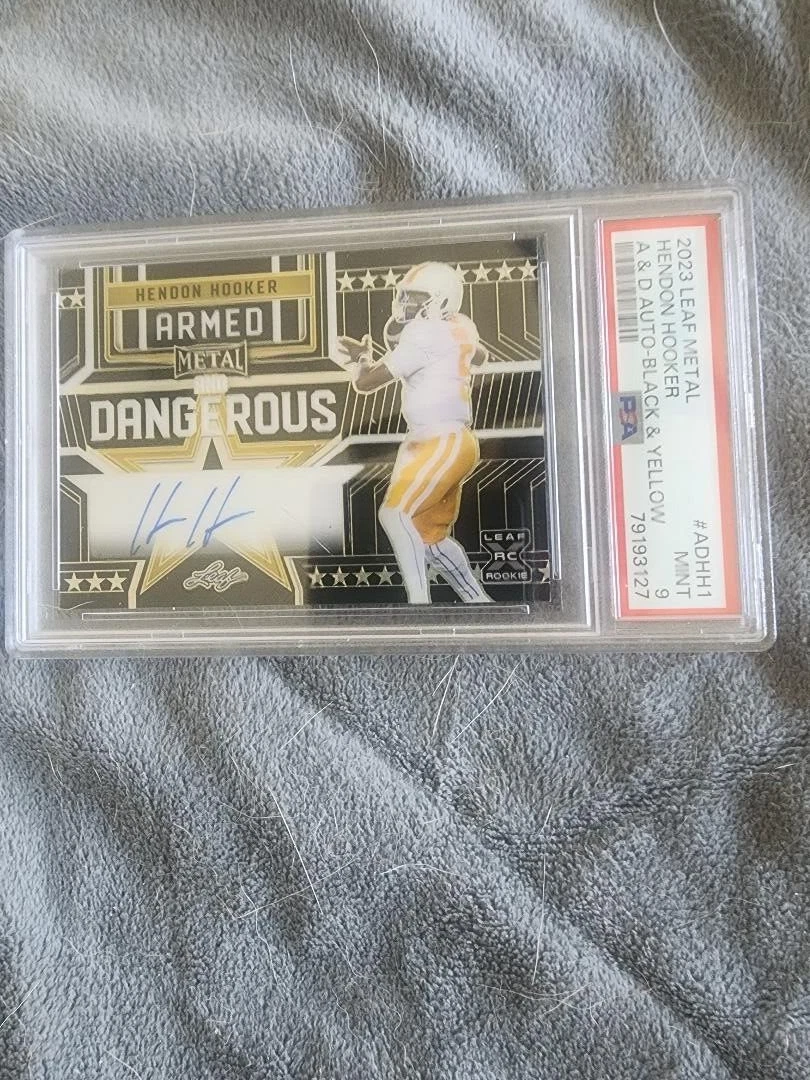 HENDON HOOKER
ARMED
METAL
AND
DANGEROUS
HH
Leaf
LEAF
RC
ROOKIE
2023 LEAF METAL #ADHH1
HENDON HOOKER MINT
A & D AUTO-BLACK & YELLOW 9
PSA 79193127